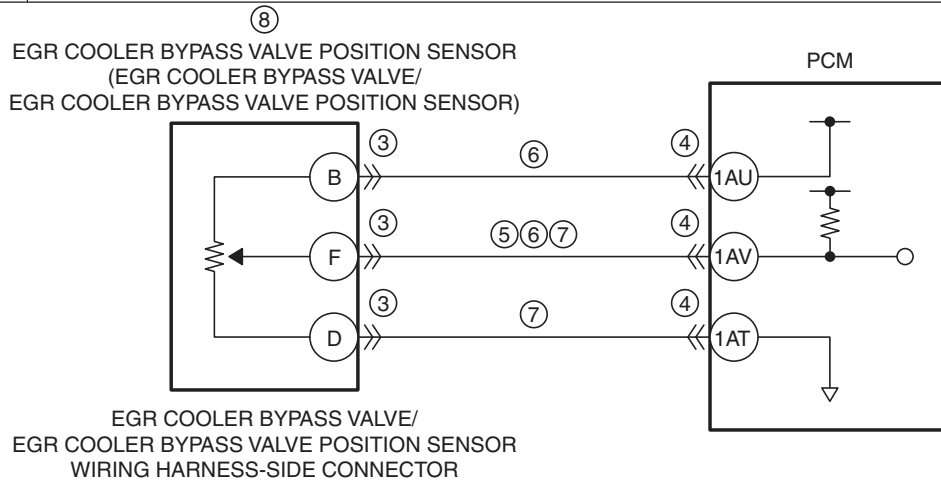 ⑧
EGR COOLER BYPASS VALVE POSITION SENSOR
(EGR COOLER BYPASS VALVE/
EGR COOLER BYPASS VALVE POSITION SENSOR)
PCM
B ③ ⑥ ④ 1AU
F ③ ⑤⑥⑦ ④ 1AV
D ③ ⑦ ④ 1AT
EGR COOLER BYPASS VALVE/
EGR COOLER BYPASS VALVE POSITION SENSOR
WIRING HARNESS-SIDE CONNECTOR